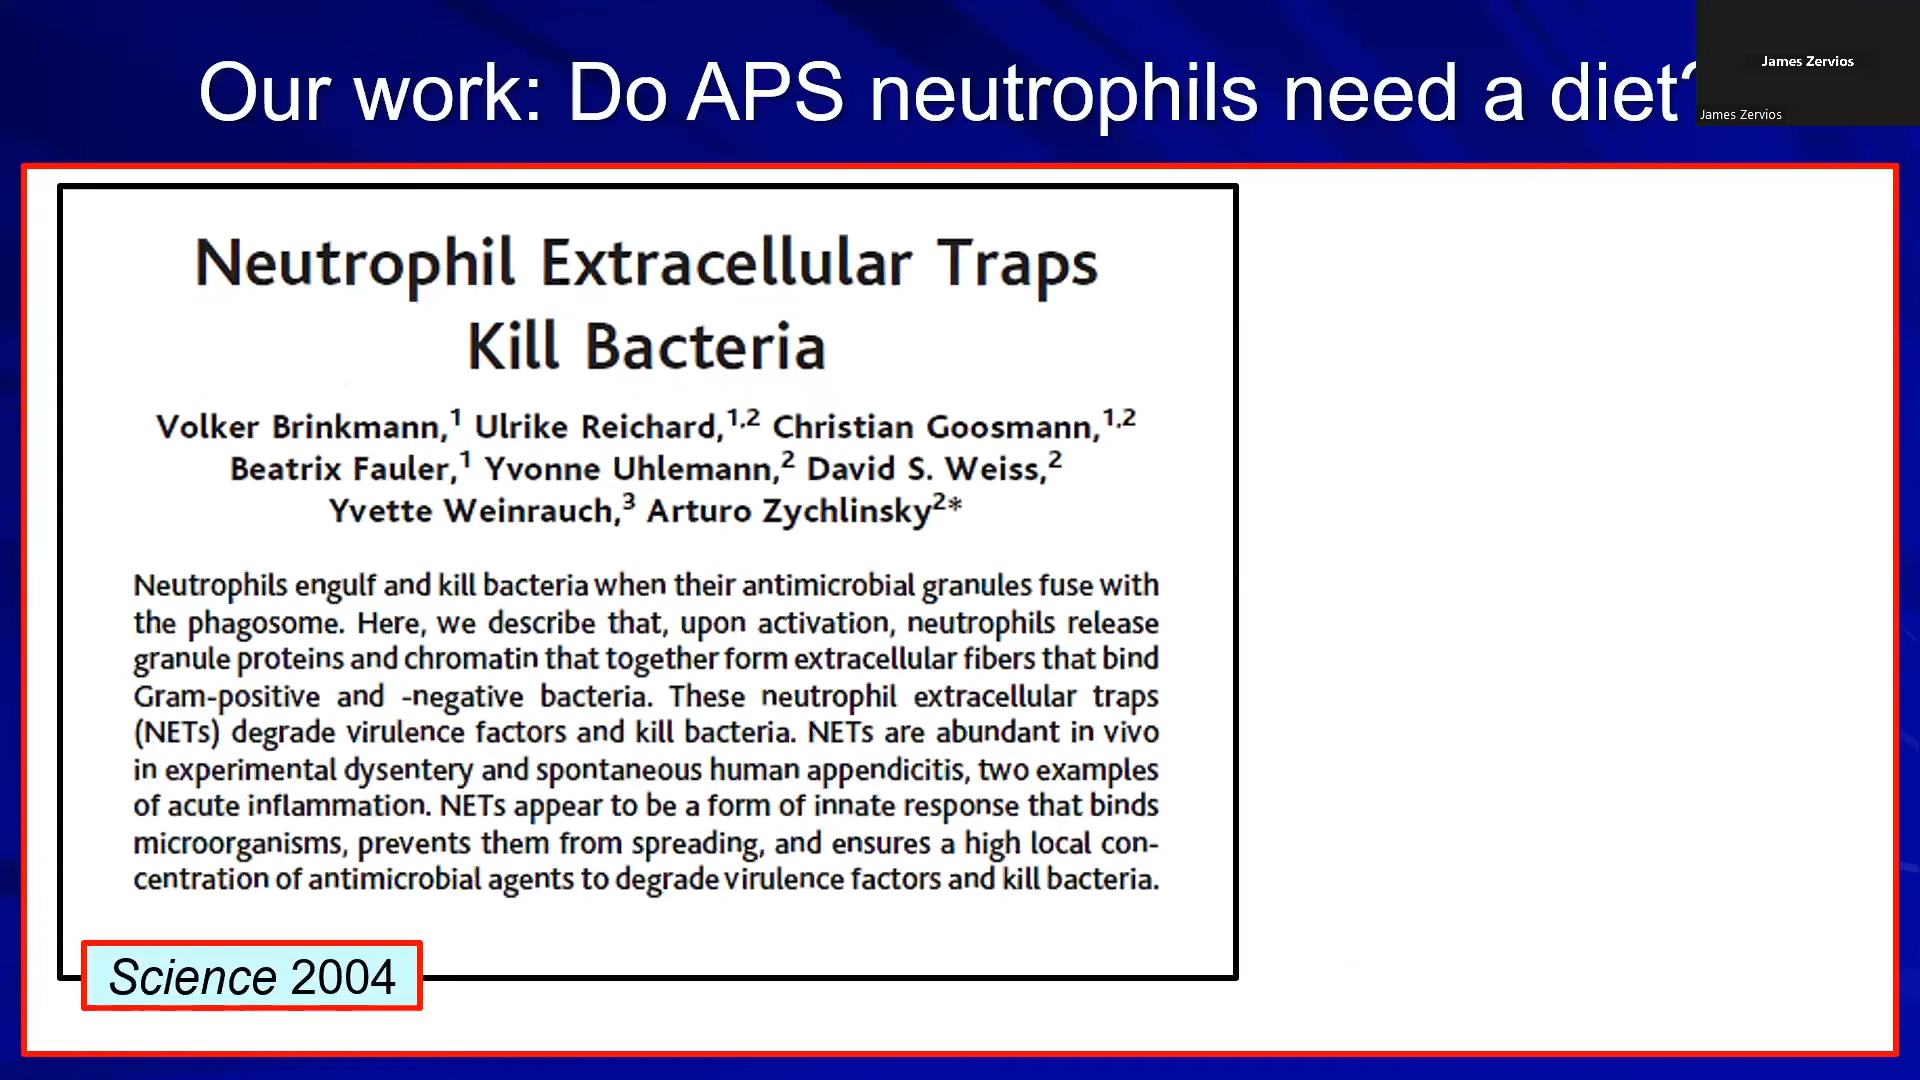 Our work: Do APS neutrophils need a diet?
James Zervios
James Zervios
Neutrophil Extracellular Traps
Kill Bacteria
Volker Brinkmann,1 Ulrike Reichard,1,2 Christian Goosmann,1,2
Beatrix Fauler,1 Yvonne Uhlemann,2 David S. Weiss,2
Yvette Weinrauch,3 Arturo Zychlinsky2*
Neutrophils engulf and kill bacteria when their antimicrobial granules fuse with
the phagosome. Here, we describe that, upon activation, neutrophils release
granule proteins and chromatin that together form extracellular fibers that bind
Gram-positive and -negative bacteria. These neutrophil extracellular traps
(NETs) degrade virulence factors and kill bacteria. NETs are abundant in vivo
in experimental dysentery and spontaneous human appendicitis, two examples
of acute inflammation. NETs appear to be a form of innate response that binds
microorganisms, prevents them from spreading, and ensures a high local con-
centration of antimicrobial agents to degrade virulence factors and kill bacteria.
Science 2004